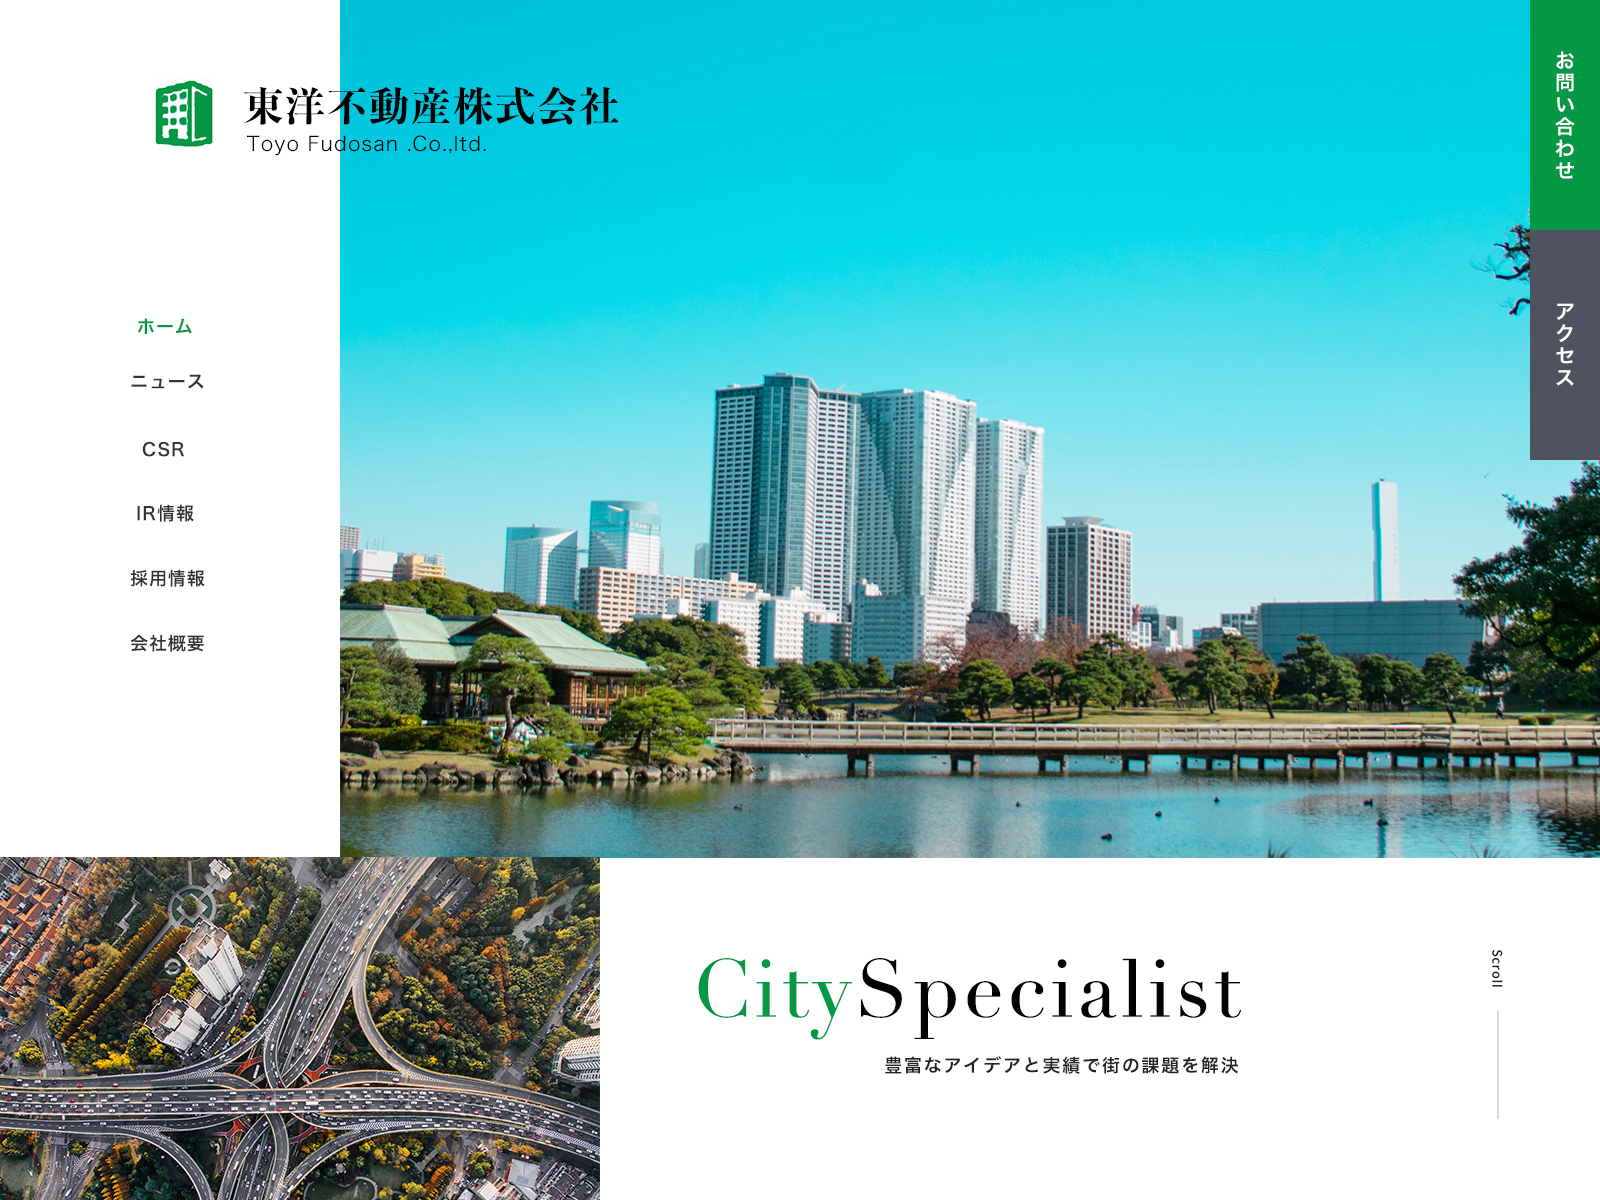 東洋不動産株式会社
Toyo Fudosan .Co.,ltd.
お問い合わせ
アクセス
ホーム
ニュース
CSR
IR情報
採用情報
会社概要
CitySpecialist
豊富なアイデアと実績で街の課題を解決
Scroll